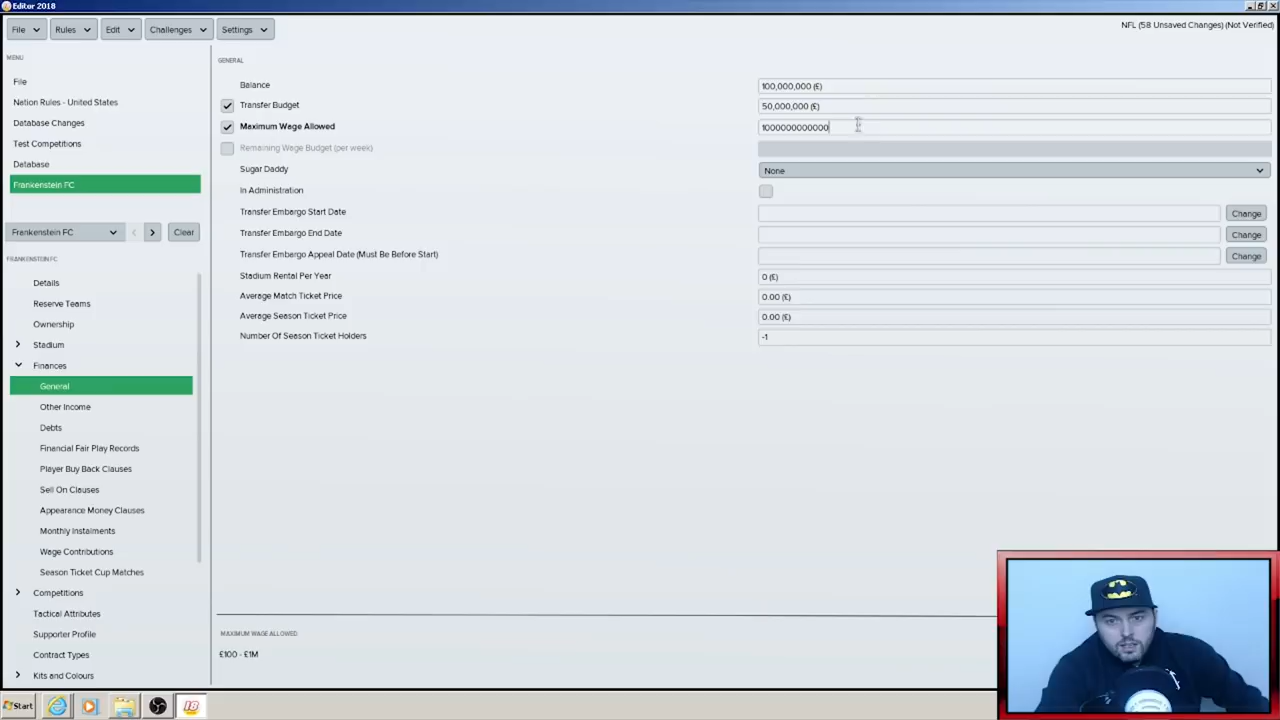 Editor 2018
File
Rules
Edit
Challenges
Settings
NFL (58 Unsaved Changes) (Not Verified)
MENU
File
Nation Rules - United States
Database Changes
Test Competitions
Database
Frankenstein FC
Frankenstein FC
Clear
FRANKENSTEIN FC
Details
Reserve Teams
Ownership
Stadium
Finances
General
Other Income
Debts
Financial Fair Play Records
Player Buy Back Clauses
Sell On Clauses
Appearance Money Clauses
Monthly Instalments
Wage Contributions
Season Ticket Cup Matches
Competitions
Tactical Attributes
Supporter Profile
Contract Types
Kits and Colours
GENERAL
Balance 100,000,000 (£)
Transfer Budget 50,000,000 (£)
Maximum Wage Allowed 1000000000000
Remaining Wage Budget (per week)
Sugar Daddy None
In Administration
Transfer Embargo Start Date Change
Transfer Embargo End Date Change
Transfer Embargo Appeal Date (Must Be Before Start) Change
Stadium Rental Per Year 0 (£)
Average Match Ticket Price 0.00 (£)
Average Season Ticket Price 0.00 (£)
Number Of Season Ticket Holders -1
MAXIMUM WAGE ALLOWED
£100 - £1M
Start
18